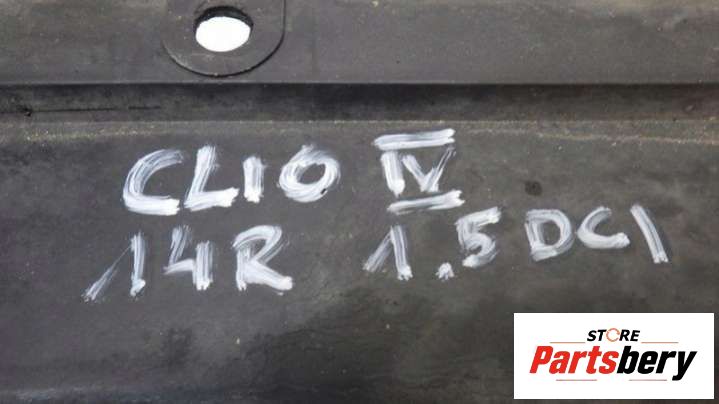 CLIO IV
14R 1.5DCI
STORE
Partsbery